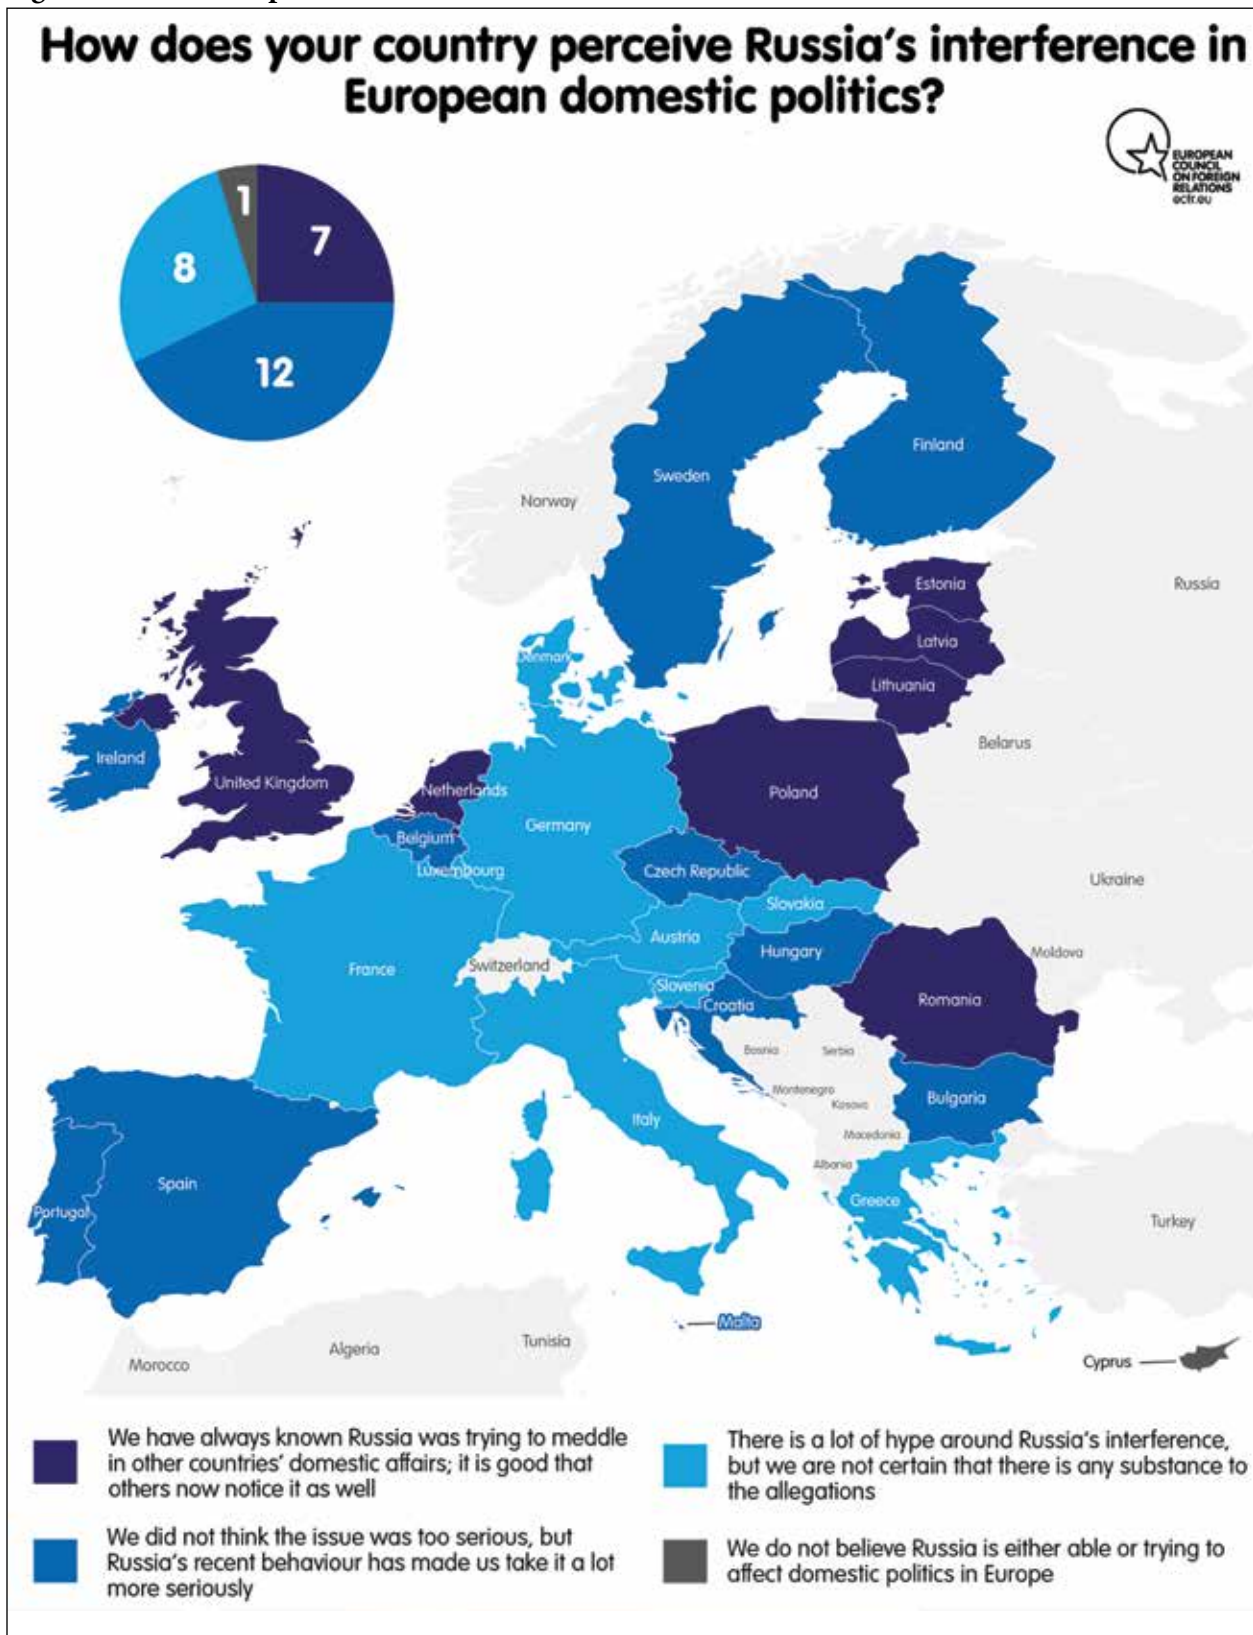 How does your country perceive Russia's interference in
European domestic politics?
EUROPEAN
COUNCIL
ON FOREIGN
RELATIONS
ecfr.eu
1
7
8
12
Finland
Sweden
Norway
Russia
Estonia
Latvia
Lithuania
Denmark
Belarus
Ireland
United Kingdom
Netherlands
Poland
Germany
Belgium
Luxembourg
Czech Republic
Ukraine
Slovakia
Austria
Hungary
Moldova
France
Switzerland
Slovenia
Croatia
Romania
Bosnia
Serbia
Montenegro
Kosovo
Bulgaria
Italy
Macedonia
Albania
Spain
Greece
Portugal
Turkey
Malta
Tunisia
Algeria
Morocco
Cyprus
We have always known Russia was trying to meddle
in other countries' domestic affairs; it is good that
others now notice it as well
There is a lot of hype around Russia's interference,
but we are not certain that there is any substance to
the allegations
We did not think the issue was too serious, but
Russia's recent behaviour has made us take it a lot
more seriously
We do not believe Russia is either able or trying to
affect domestic politics in Europe